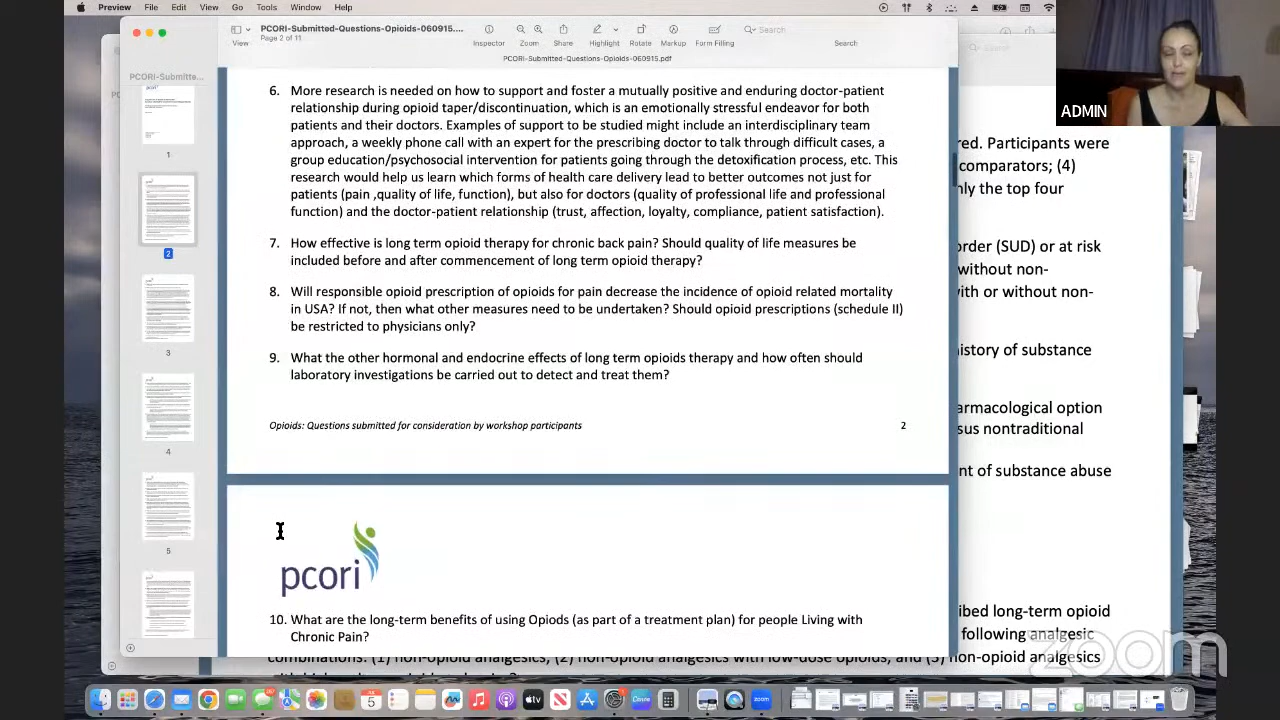 Preview File Edit View Go Tools Window Help
PCORI-Submitted-Questions-Opioids-060915....
Page 2 of 11
Search
View Inspector Zoom Share Highlight Rotate Markup Form Filling Search
PCORI-Submitted-Questions-Opioids-060915.pdf
PCORI-Submitte...
ADMIN
6. More research is needed on how to support and foster a mutually positive and enduring doctor-patient
relationship during opioid taper/discontinuation, which is an emotionally stressful endeavor for both
patients and their doctors. Examples of support to be studied might include an interdisciplinary team
approach, a weekly phone call with an expert for the prescribing doctor to talk through difficult cases, a
group education/psychosocial intervention for patients going through the detoxification process, etc. This
research would help us learn which forms of health care delivery lead to better outcomes not just for
patients (pain, quality of life, function), but also for doctors (quality of professional life and professional
function) and the doctor-patient relationship (trust, affection, loyalty, compliance, patient satisfaction).
7. How effective is long term opioid therapy for chronic neck pain? Should quality of life measures be
included before and after commencement of long term opioid therapy?
8. Will responsible opioid prescription of opioids for pain decrease the incidence of opioid related deaths
in USA? If not, then what other measures need to be undertaken? Should opioid prescriptions (schedule II)
be restricted to physicians only?
9. What the other hormonal and endocrine effects of long term opioids therapy and how often should
laboratory investigations be carried out to detect and treat them?
Opioids: Questions submitted for consideration by workshop participants 2
pcori
10. What are the long-term benefits of using Opiods (as part of a treatment plan) for people Living with
Chronic Pain?
1
2
3
4
5
red. Participants were
comparators; (4)
nly the top four
order (SUD) or at risk
without non-
with or without non-
history of substance
armacological option
sus nontraditional
nt of substance abuse
ibed long-term opioid
following analgesic
non-opioid analgesics
zoom